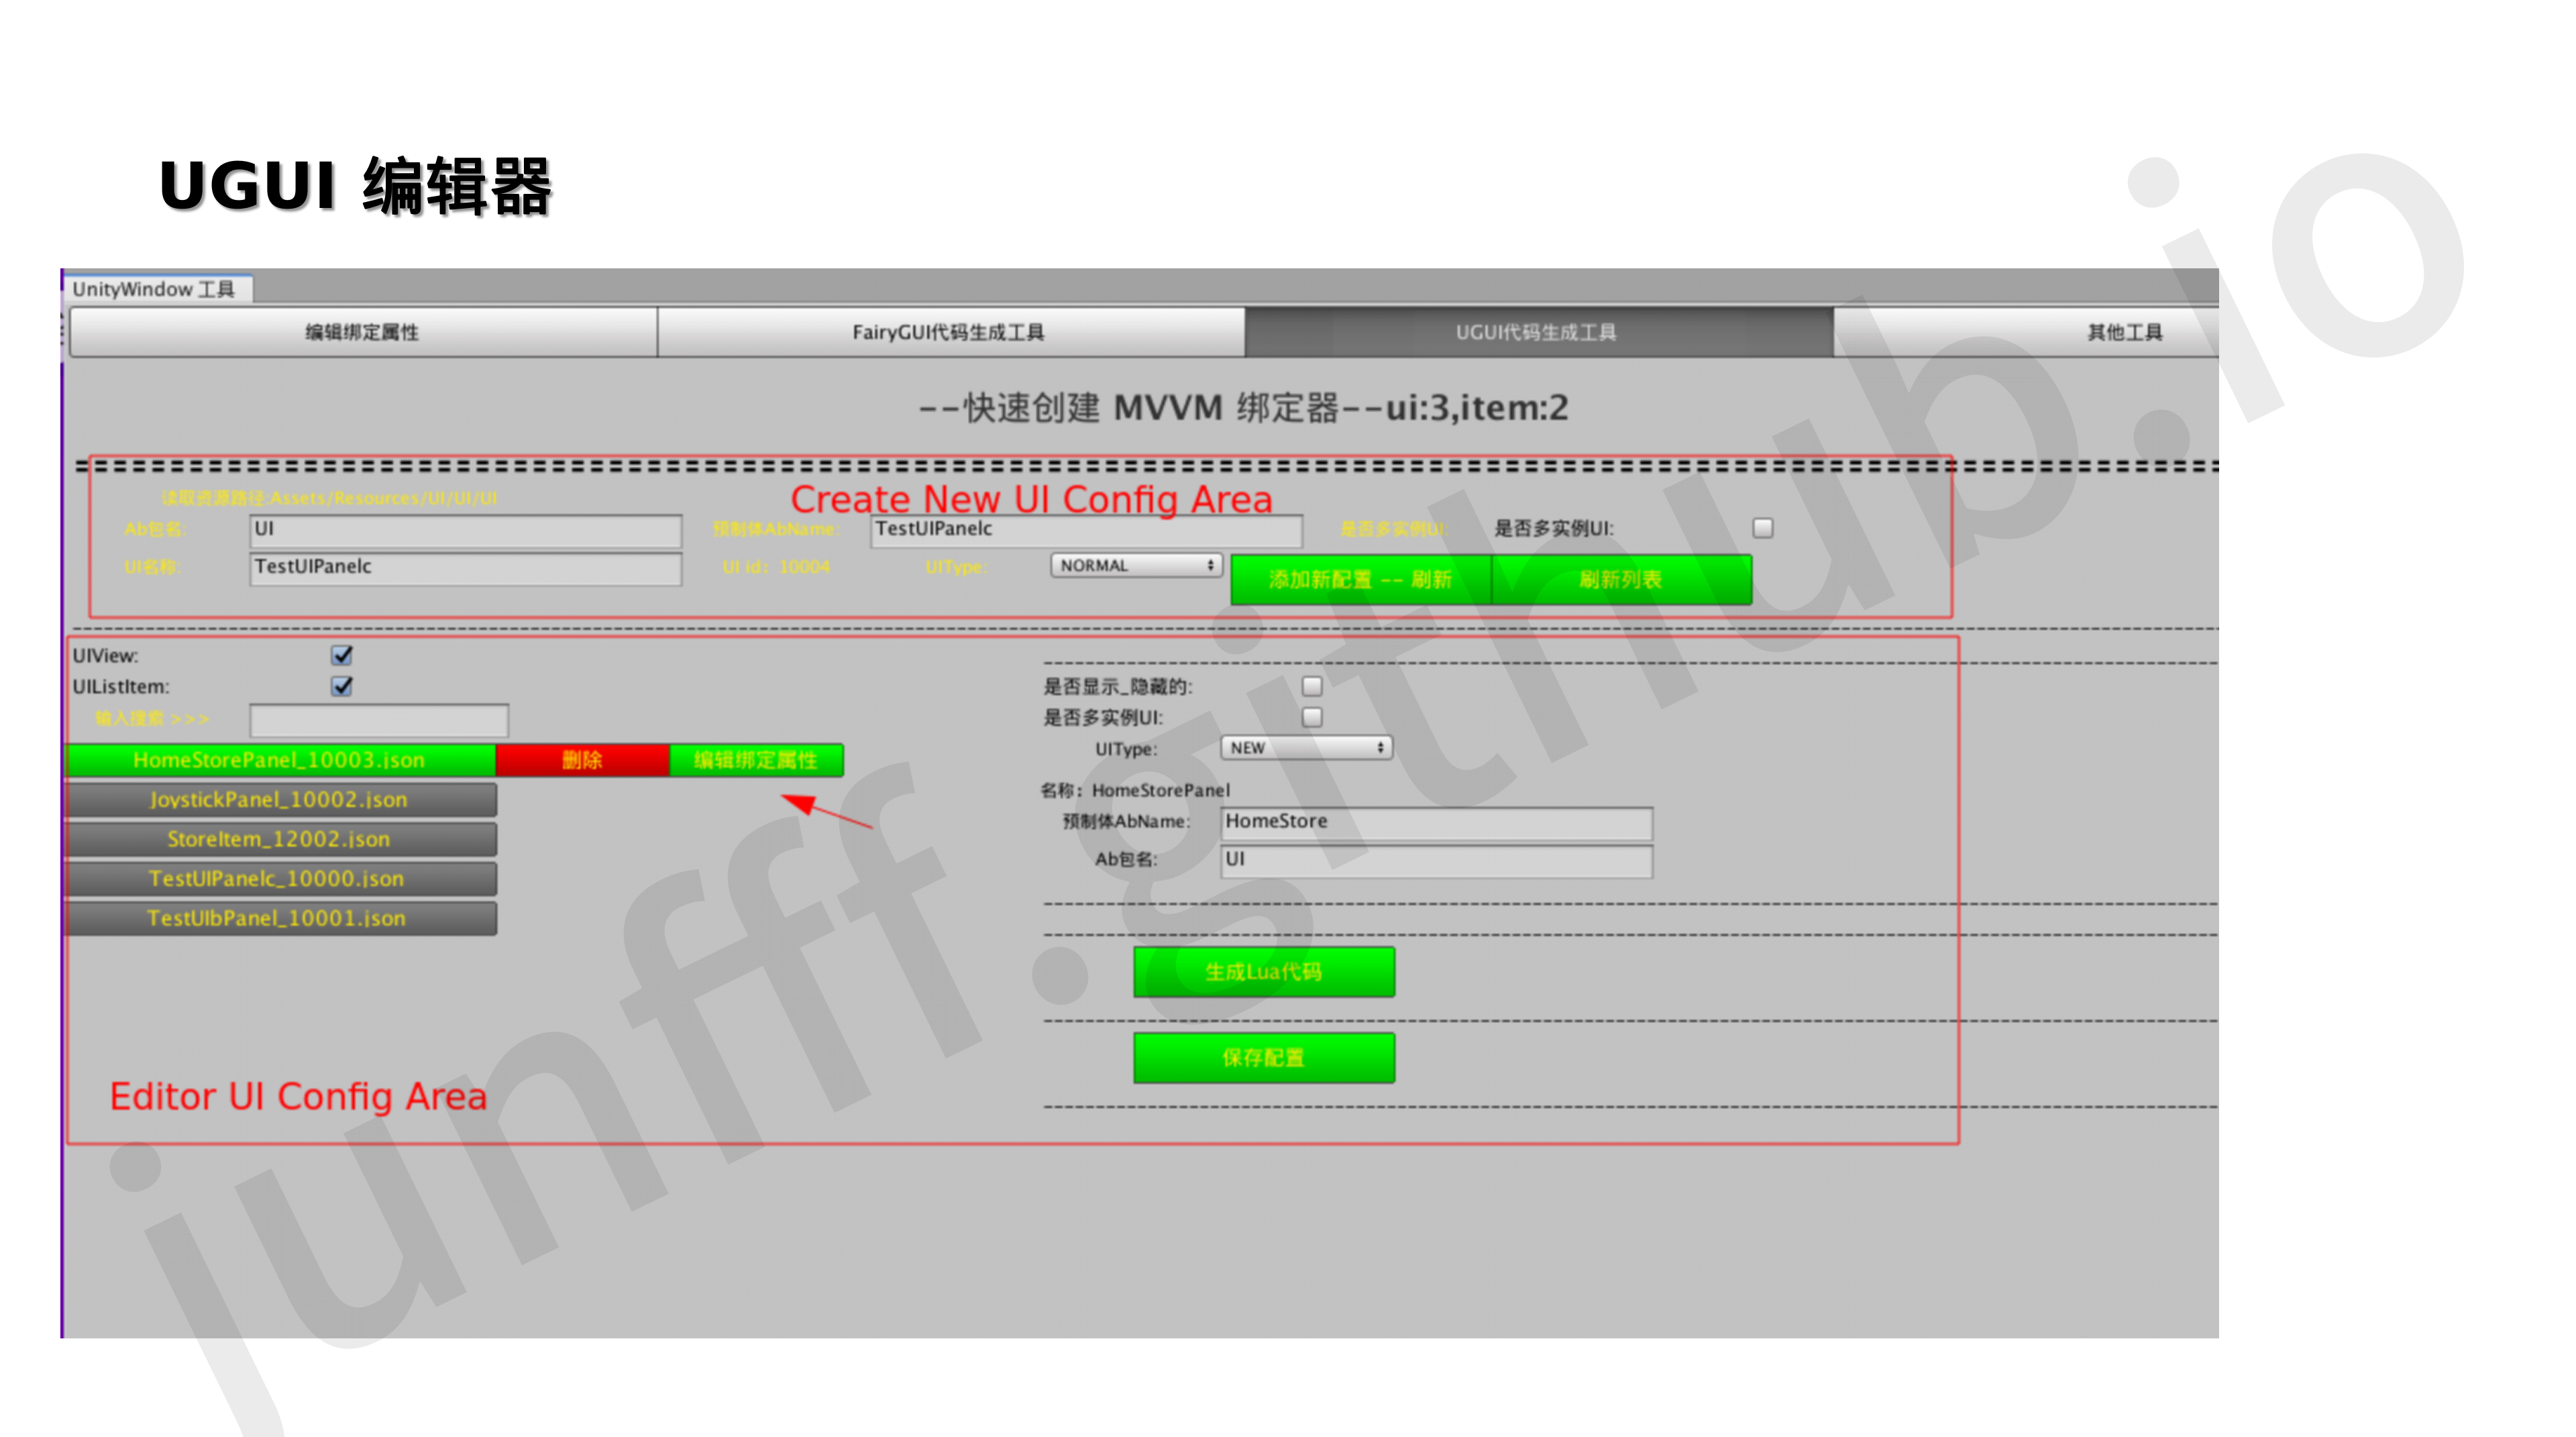 UGUI 编辑器
UnityWindow 工具
编辑绑定属性 FairyGUI代码生成工具 UGUI代码生成工具 其他工具
--快速创建 MVVM 绑定器--ui:3,item:2
读取资源路径:Assets/Resources/UI/UI/UI
Create New UI Config Area
Ab包名: UI 预制体AbName: TestUIPanelc 是否多实例UI: 是否多实例UI:
UI名称: TestUIPanelc UI id: 10004 UIType: NORMAL 添加新配置 -- 刷新 刷新列表
UIView:
UIListItem:
输入搜索 >>>
HomeStorePanel_10003.json 删除 编辑绑定属性
JoystickPanel_10002.json
StoreItem_12002.json
TestUIPanelc_10000.json
TestUIbPanel_10001.json
是否显示_隐藏的:
是否多实例UI:
UIType: NEW
名称: HomeStorePanel
预制体AbName: HomeStore
Ab包名: UI
生成Lua代码
保存配置
Editor UI Config Area
junfff.github.io